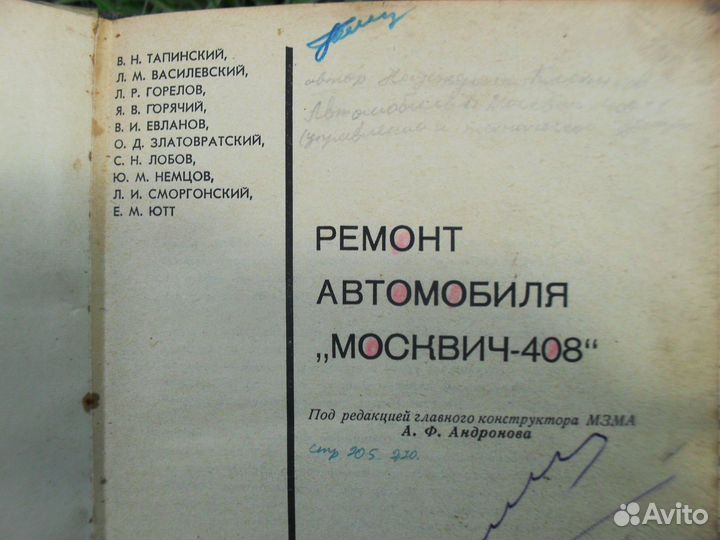 В. Н. ТАПИНСКИЙ,
Л. М. ВАСИЛЕВСКИЙ,
Л. Р. ГОРЕЛОВ,
Я. В. ГОРЯЧИЙ,
В. И. ЕВЛАНОВ,
О. Д. ЗЛАТОВРАТСКИЙ,
С. Н. ЛОБОВ,
Ю. М. НЕМЦОВ,
Л. И. СМОРГОНСКИЙ,
Е. М. ЮТТ
автор
РЕМОНТ
АВТОМОБИЛЯ
„МОСКВИЧ-408“
Под редакцией главного конструктора МЗМА
А. Ф. Андронова
стр 205. 220.
Avito